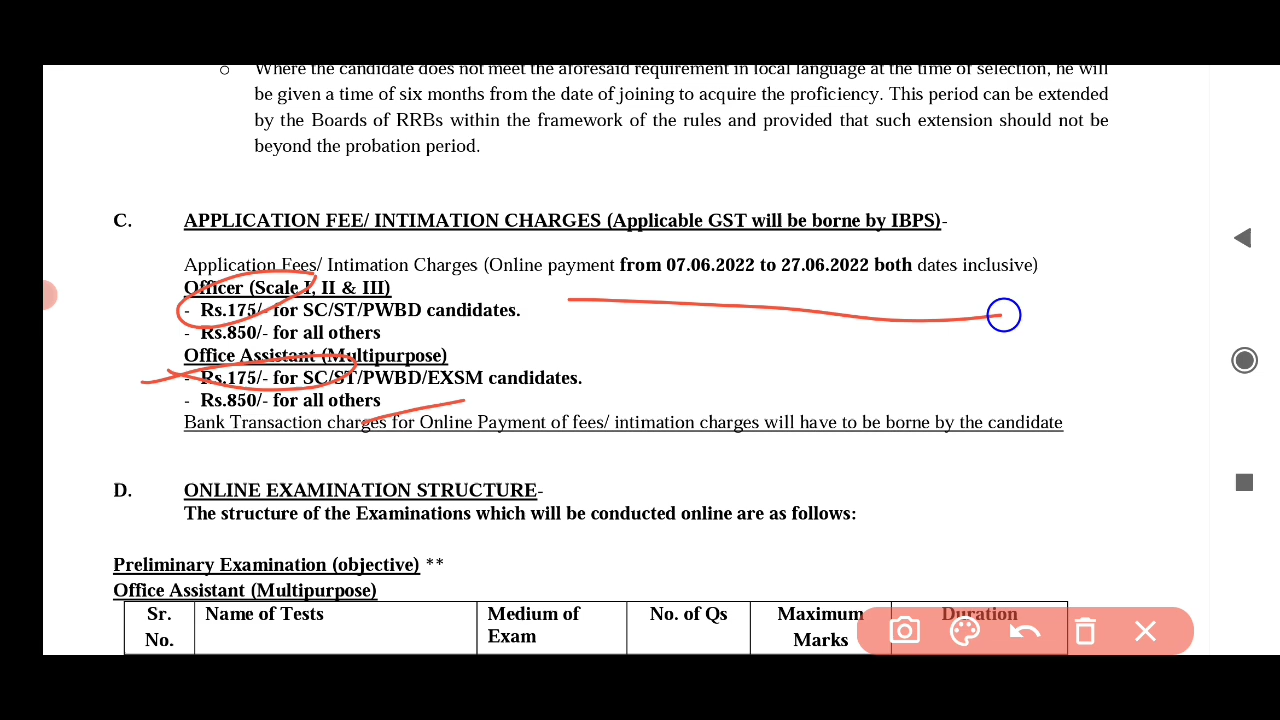 o Where the candidate does not meet the aforesaid requirement in local language at the time of selection, he will
be given a time of six months from the date of joining to acquire the proficiency. This period can be extended
by the Boards of RRBs within the framework of the rules and provided that such extension should not be
beyond the probation period.
C. APPLICATION FEE/ INTIMATION CHARGES (Applicable GST will be borne by IBPS)-
Application Fees/ Intimation Charges (Online payment from 07.06.2022 to 27.06.2022 both dates inclusive)
Officer (Scale I, II & III)
- Rs.175/- for SC/ST/PWBD candidates.
- Rs.850/- for all others
Office Assistant (Multipurpose)
- Rs.175/- for SC/ST/PWBD/EXSM candidates.
- Rs.850/- for all others
Bank Transaction charges for Online Payment of fees/ intimation charges will have to be borne by the candidate
D. ONLINE EXAMINATION STRUCTURE-
The structure of the Examinations which will be conducted online are as follows:
Preliminary Examination (objective) **
Office Assistant (Multipurpose)
Sr. Name of Tests Medium of No. of Qs Maximum Duration
No. Exam Marks